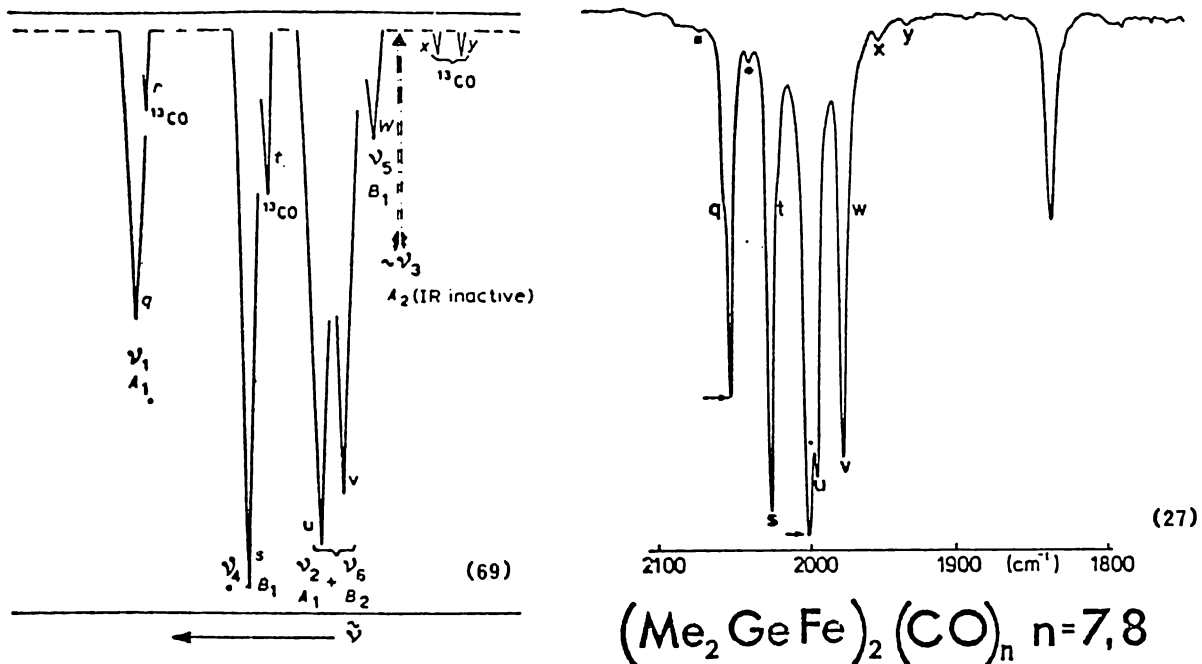 r
¹³CO
q
ν₁
A₁
t
¹³CO
s
ν₄
B₁
u
v
ν₂ + ν₆
A₁ B₂
(69)
w
ν₅
B₁
x y
¹³CO
~ν₃
A₂ (IR inactive)
ν̃
x y
q t w
u
v
s
(27)
2100 2000 1900 (cm⁻¹) 1800
(Me₂GeFe)₂(CO)ₙ n=7,8